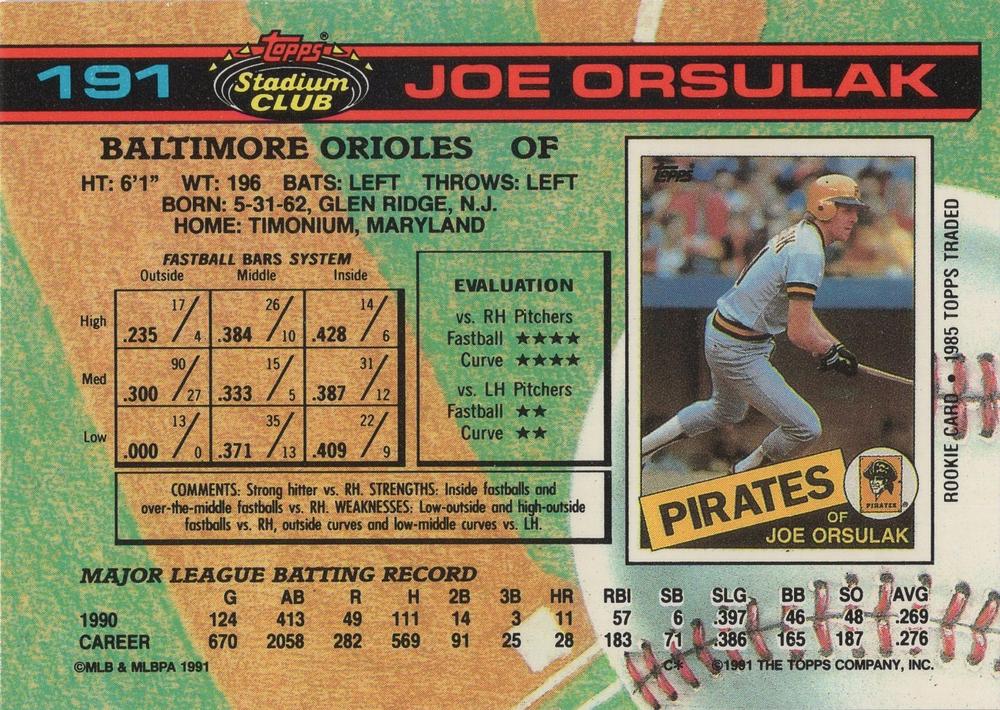 191
Topps®
Stadium
CLUB
JOE ORSULAK
BALTIMORE ORIOLES OF
HT: 6'1" WT: 196 BATS: LEFT THROWS: LEFT
BORN: 5-31-62, GLEN RIDGE, N.J.
HOME: TIMONIUM, MARYLAND
FASTBALL BARS SYSTEM
Outside Middle Inside
High .235 17/4 .384 26/10 .428 14/6
Med .300 90/27 .333 15/5 .387 31/12
Low .000 13/0 .371 35/13 .409 22/9
EVALUATION
vs. RH Pitchers
Fastball ★★★★
Curve ★★★★
vs. LH Pitchers
Fastball ★★
Curve ★★
COMMENTS: Strong hitter vs. RH. STRENGTHS: Inside fastballs and
over-the-middle fastballs vs. RH. WEAKNESSES: Low-outside and high-outside
fastballs vs. RH, outside curves and low-middle curves vs. LH.
Topps
PIRATES
PIRATES
OF
JOE ORSULAK
ROOKIE CARD • 1985 TOPPS TRADED
MAJOR LEAGUE BATTING RECORD
G AB R H 2B 3B HR RBI SB SLG BB SO AVG
1990 124 413 49 111 14 3 11 57 6 .397 46 48 .269
CAREER 670 2058 282 569 91 25 28 183 71 .386 165 187 .276
©MLB & MLBPA 1991 C* ©1991 THE TOPPS COMPANY, INC.